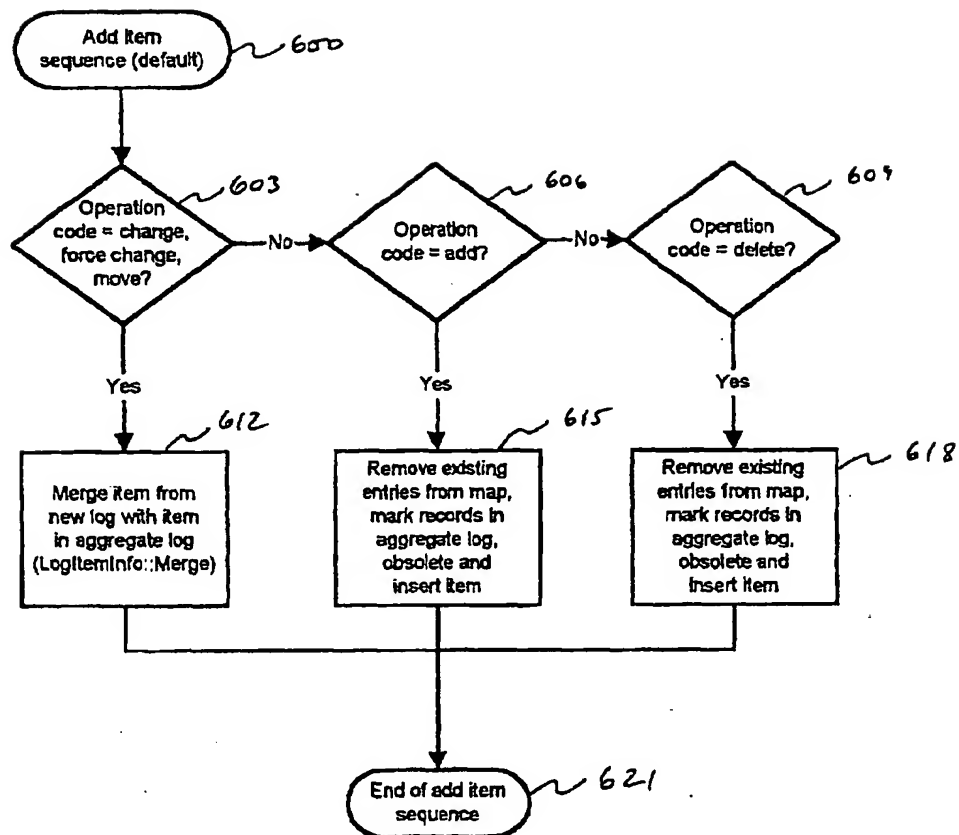 Add item
sequence (default)
600
Operation
code = change,
force change,
move?
603
No
Operation
code = add?
606
No
Operation
code = delete?
609
Yes
Yes
Yes
Merge item from
new log with item
in aggregate log
(LogItemInfo::Merge)
612
Remove existing
entries from map,
mark records in
aggregate log,
obsolete and
insert item
615
Remove existing
entries from map,
mark records in
aggregate log,
obsolete and
insert item
618
End of add item
sequence
621